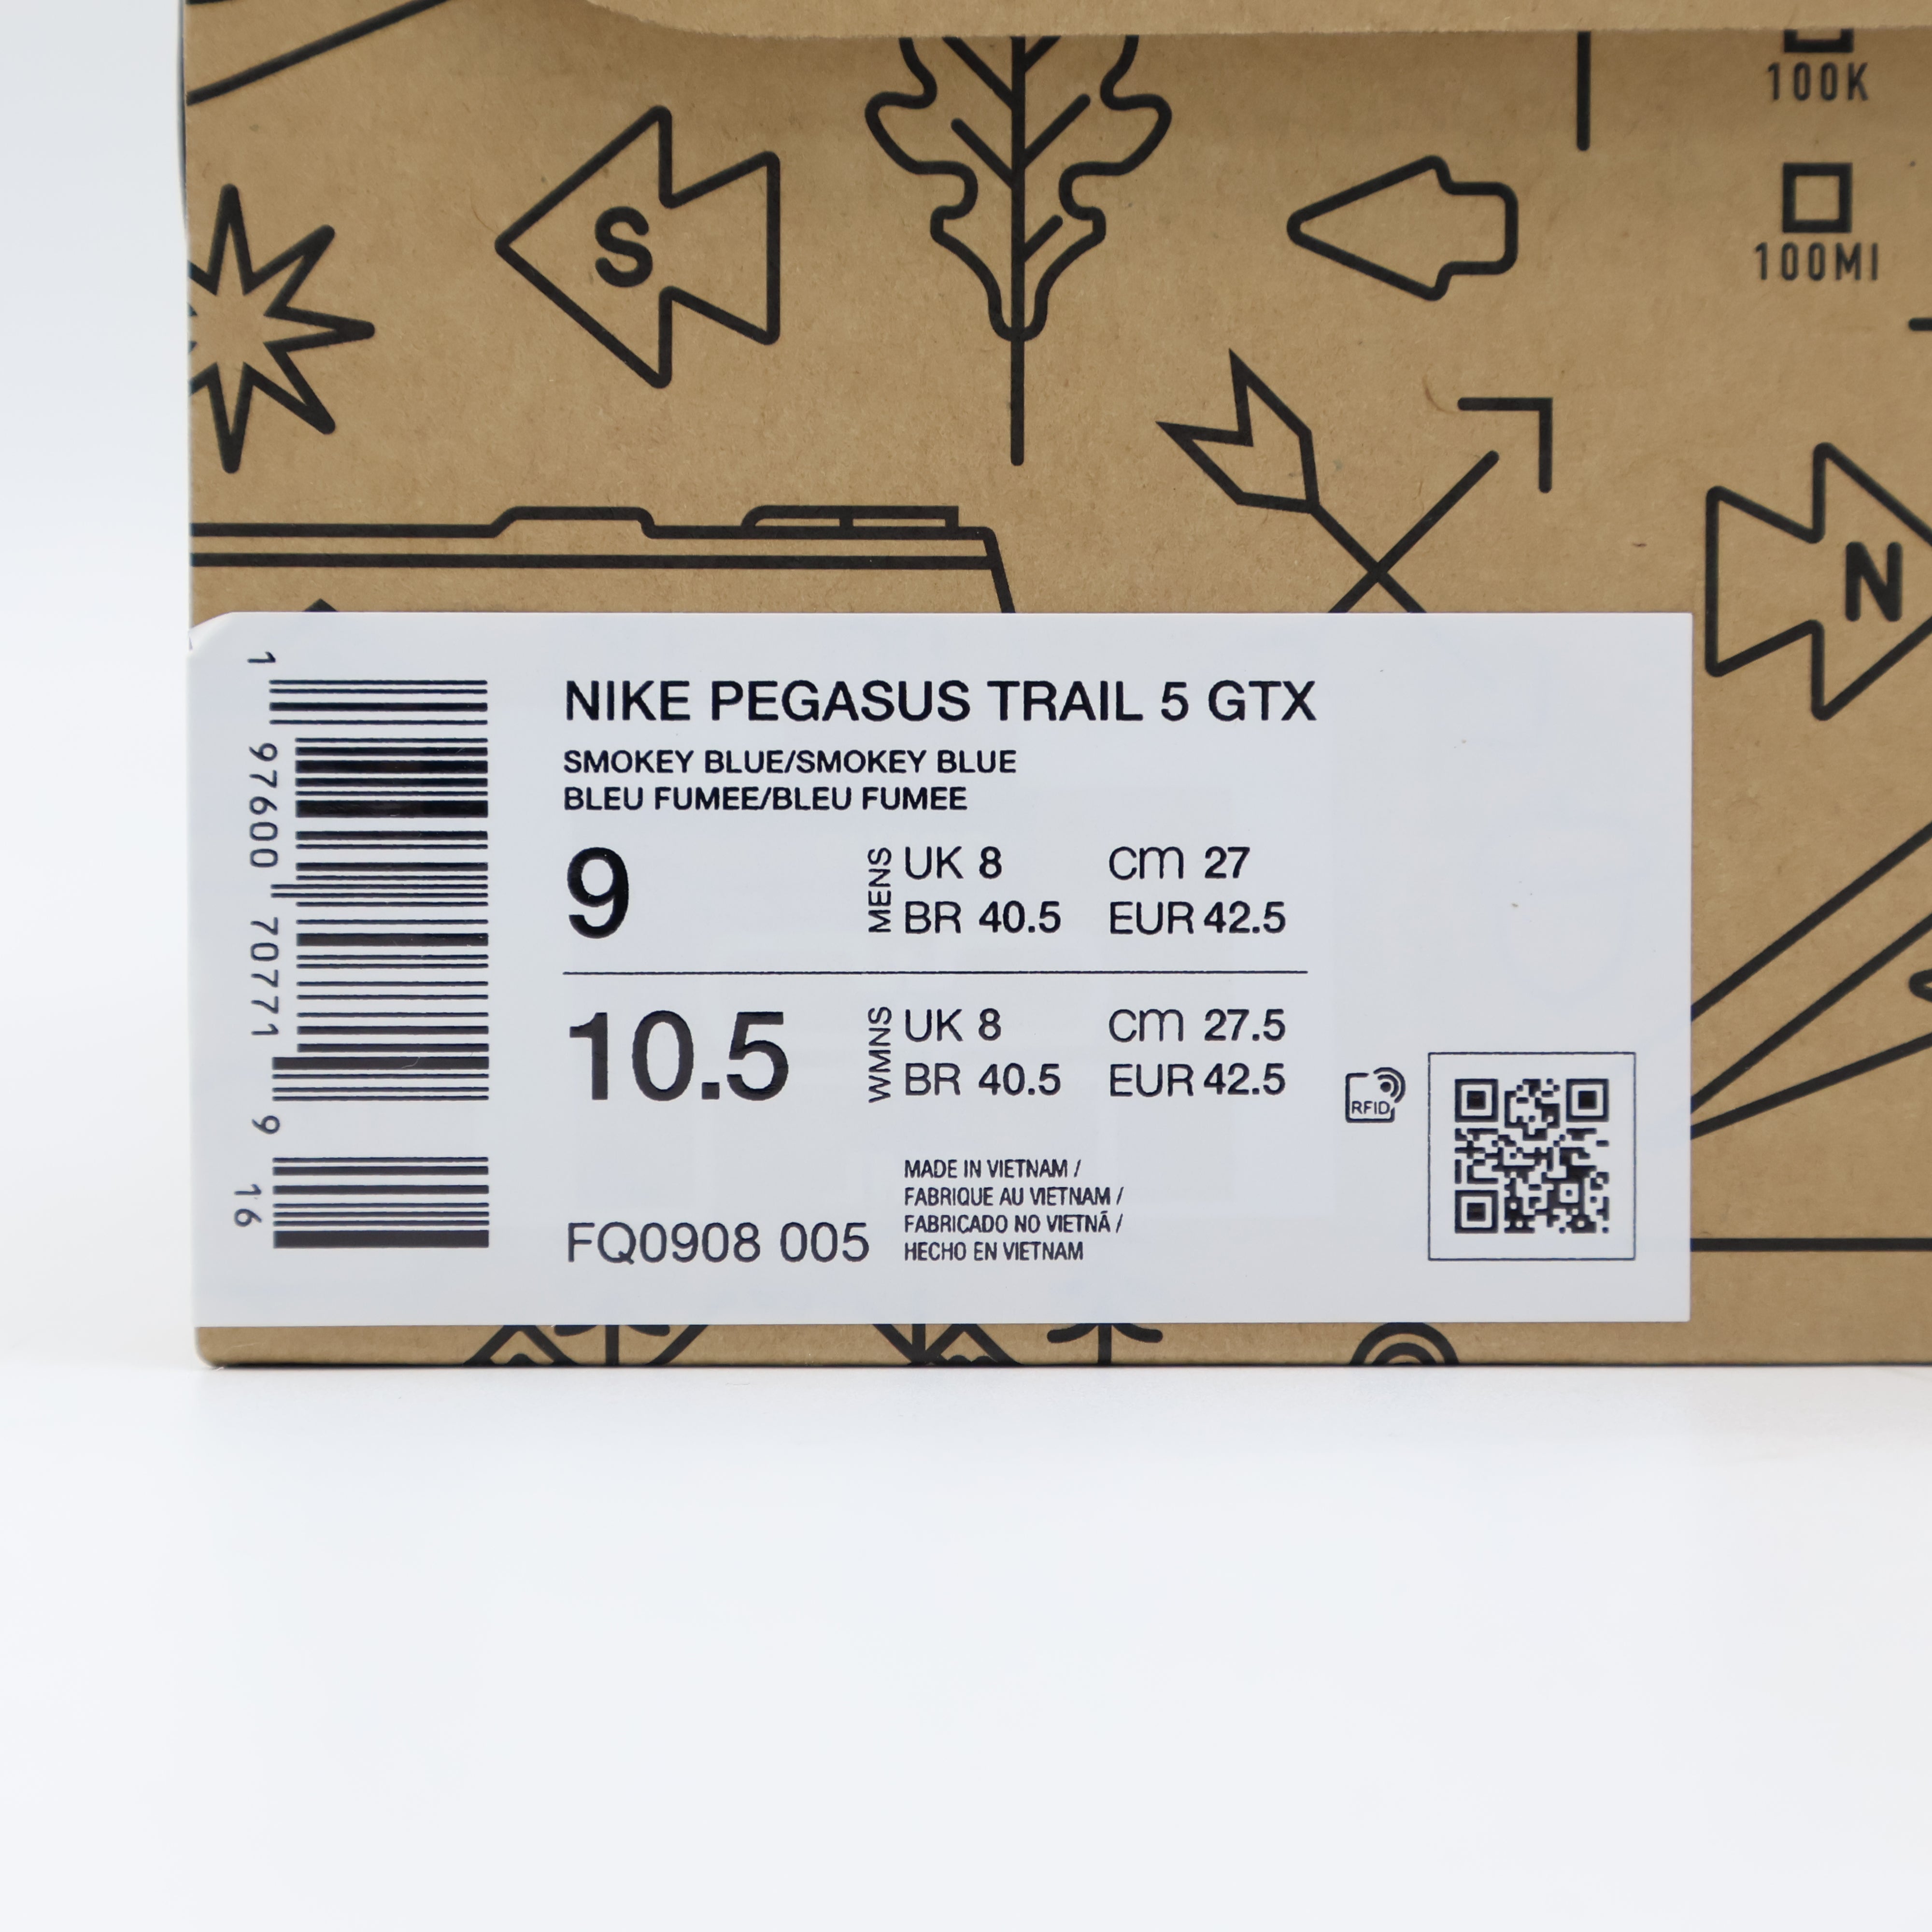 100K
S
100MI
N
NIKE PEGASUS TRAIL 5 GTX
SMOKEY BLUE/SMOKEY BLUE
BLEU FUMEE/BLEU FUMEE
9 MENS UK 8 CM 27
BR 40.5 EUR 42.5
10.5 WMNS UK 8 CM 27.5
BR 40.5 EUR 42.5
RFID
MADE IN VIETNAM /
FABRIQUE AU VIETNAM /
FABRICADO NO VIETNÃ /
HECHO EN VIETNAM
FQ0908 005
1 97600 70771 9 16